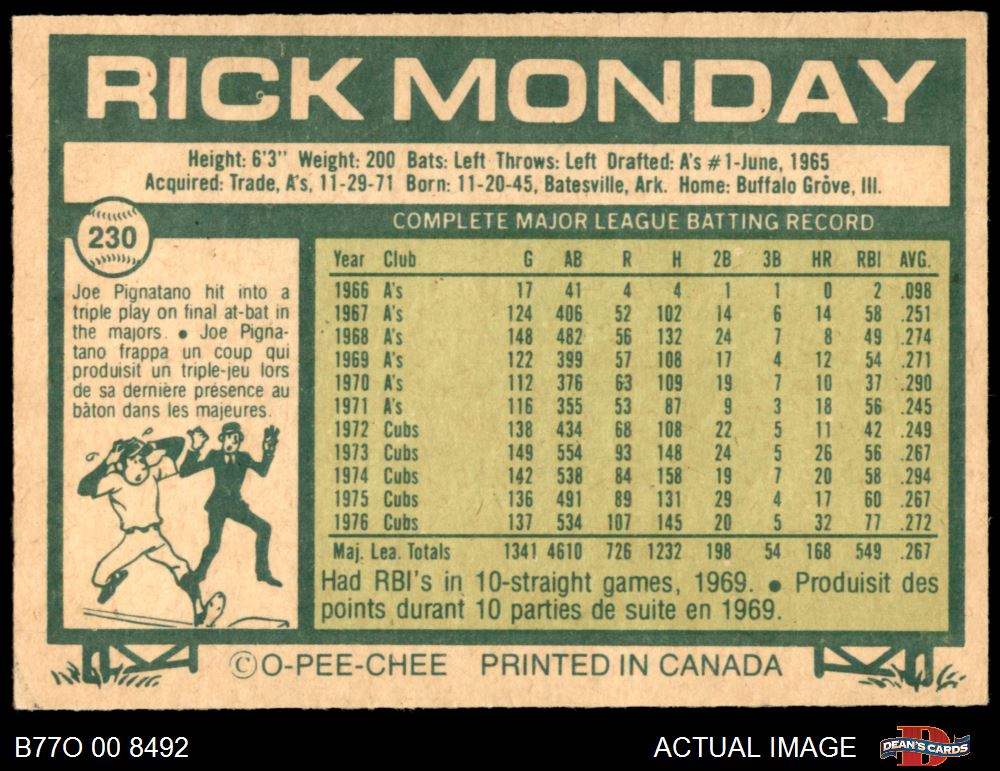 RICK MONDAY
Height: 6'3" Weight: 200 Bats: Left Throws: Left Drafted: A's #1-June, 1965
Acquired: Trade, A's, 11-29-71 Born: 11-20-45, Batesville, Ark. Home: Buffalo Grove, Ill.
230
Joe Pignatano hit into a
triple play on final at-bat in
the majors. • Joe Pigna-
tano frappa un coup qui
produisit un triple-jeu lors
de sa dernière présence au
bâton dans les majeures.
COMPLETE MAJOR LEAGUE BATTING RECORD
Year Club G AB R H 2B 3B HR RBI AVG.
1966 A's 17 41 4 4 1 1 0 2 .098
1967 A's 124 406 52 102 14 6 14 58 .251
1968 A's 148 482 56 132 24 7 8 49 .274
1969 A's 122 399 57 108 17 4 12 54 .271
1970 A's 112 376 63 109 19 7 10 37 .290
1971 A's 116 355 53 87 9 3 18 56 .245
1972 Cubs 138 434 68 108 22 5 11 42 .249
1973 Cubs 149 554 93 148 24 5 26 56 .267
1974 Cubs 142 538 84 158 19 7 20 58 .294
1975 Cubs 136 491 89 131 29 4 17 60 .267
1976 Cubs 137 534 107 145 20 5 32 77 .272
Maj. Lea. Totals 1341 4610 726 1232 198 54 168 549 .267
Had RBI's in 10-straight games, 1969. • Produisit des
points durant 10 parties de suite en 1969.
©O-PEE-CHEE PRINTED IN CANADA
B77O 00 8492
ACTUAL IMAGE
DEAN'S CARDS